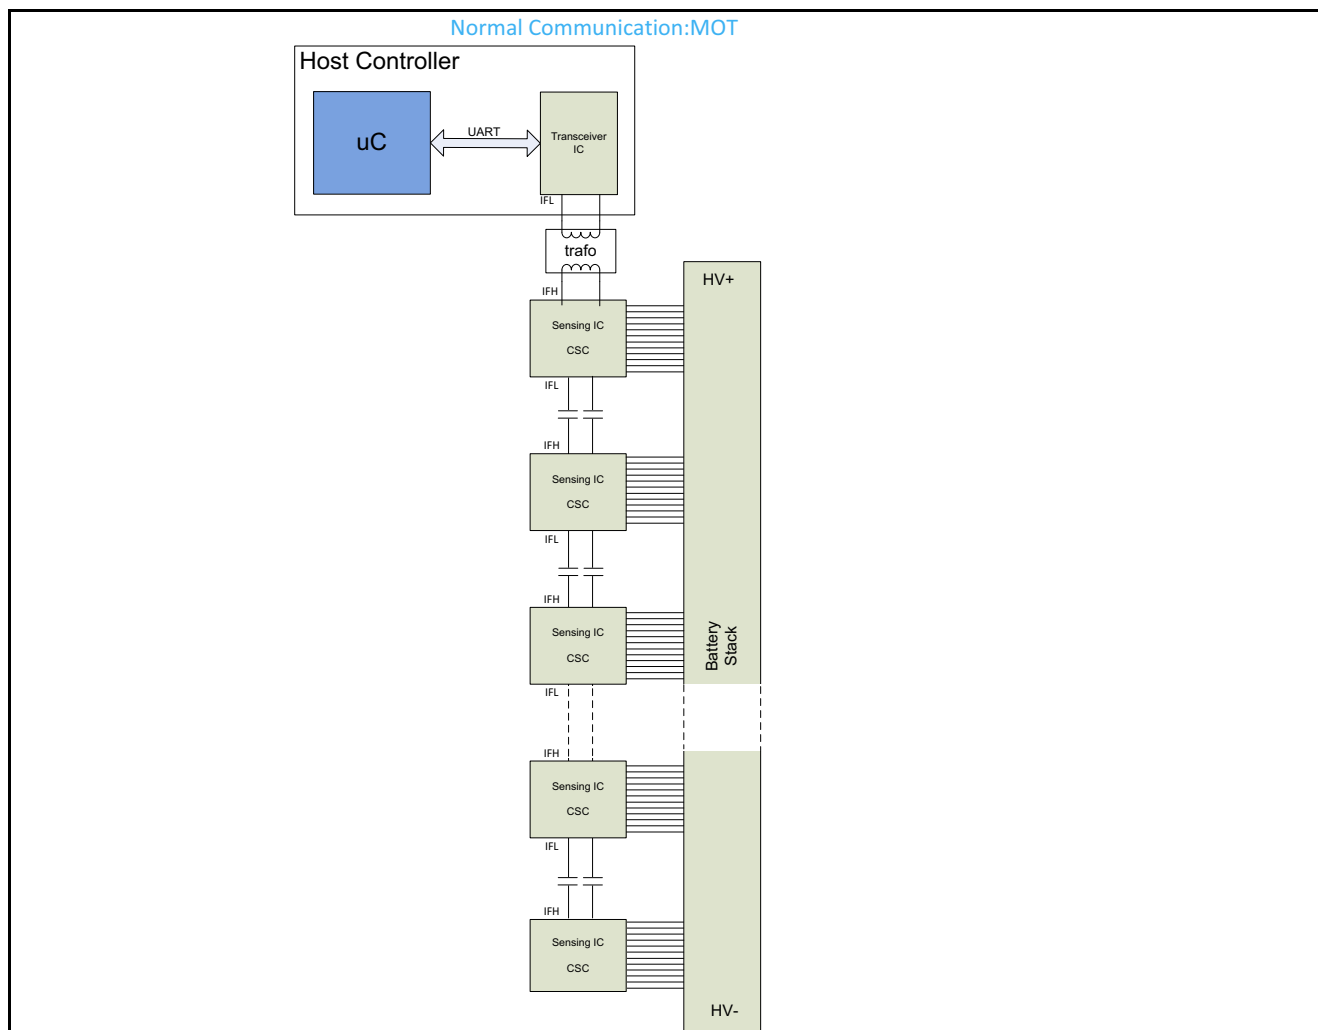 Normal Communication:MOT
Host Controller
uC
UART
Transceiver
IC
IFL
trafo
HV+
IFH
Sensing IC
CSC
IFL
IFH
Sensing IC
CSC
IFL
IFH
Sensing IC
CSC
Battery
Stack
IFL
IFH
Sensing IC
CSC
IFL
IFH
Sensing IC
CSC
HV-